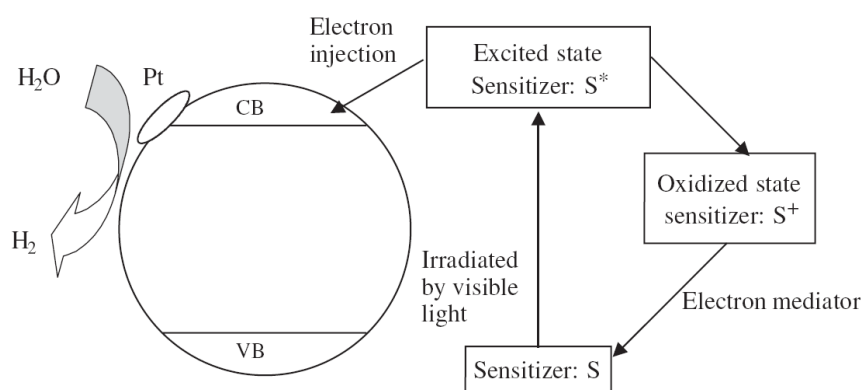 Electron
injection
Excited state
Sensitizer: S*
H₂O
Pt
CB
Oxidized state
sensitizer: S⁺
H₂
Irradiated
by visible
light
Electron mediator
VB
Sensitizer: S